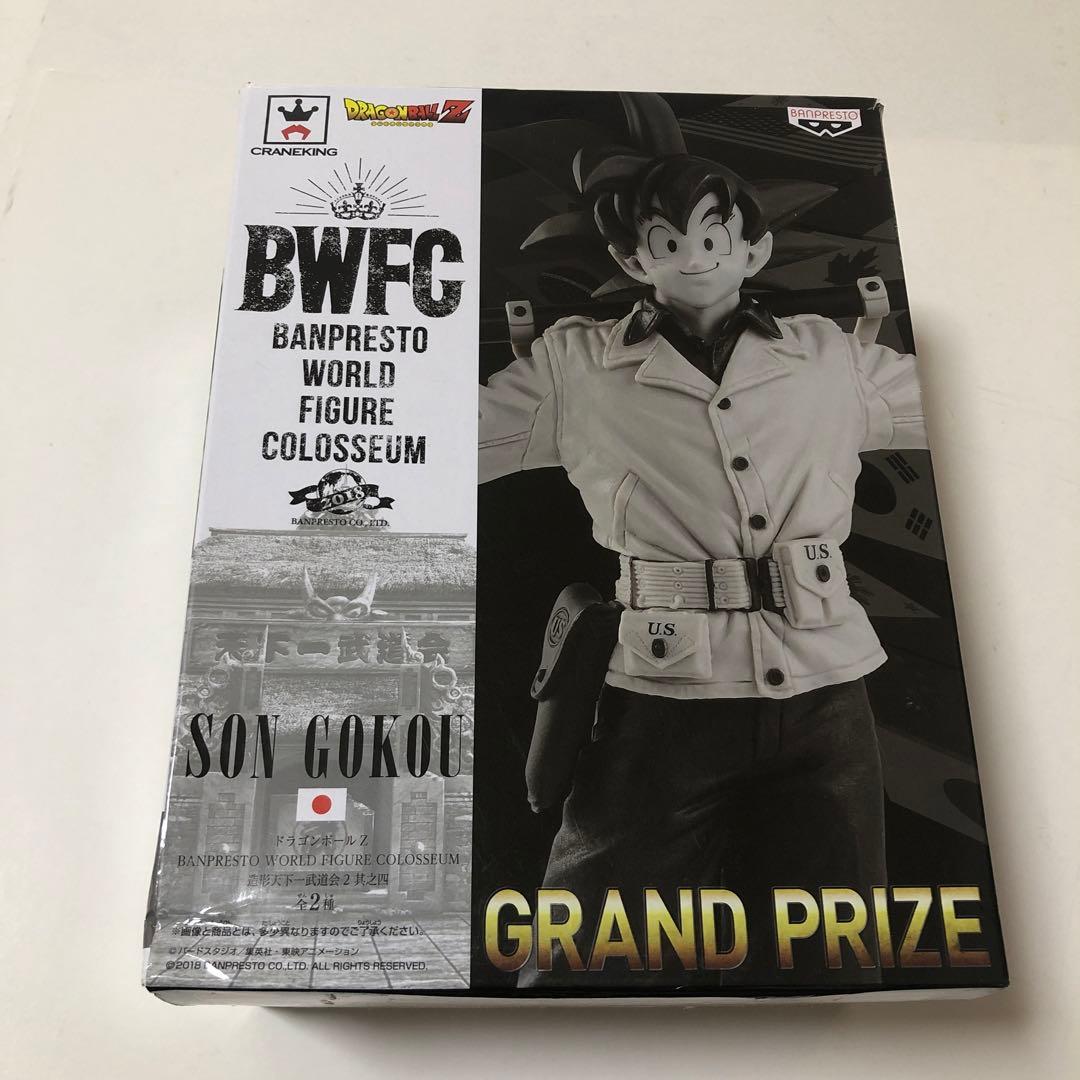 CRANEKING
DRAGONBALL Z
BANPRESTO
BWFC
BANPRESTO
WORLD
FIGURE
COLOSSEUM
2018
BANPRESTO CO., LTD.
天下一武道会
U.S.
U.S.
SON GOKOU
ドラゴンボールZ
BANPRESTO WORLD FIGURE COLOSSEUM
造形天下一武道会2 其之四
全2種
※画像と商品とは、多少異なりますのでご了承ください。
©バードスタジオ/集英社・東映アニメーション
©2018 BANPRESTO CO.,LTD. ALL RIGHTS RESERVED.
GRAND PRIZE